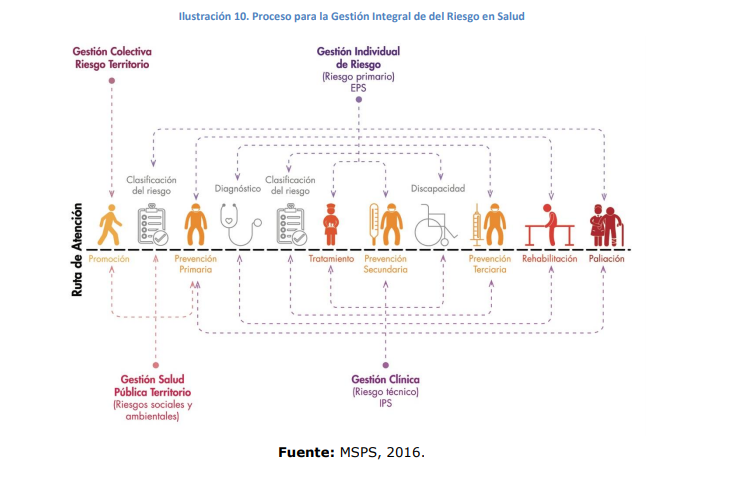 Ilustración 10. Proceso para la Gestión Integral de del Riesgo en Salud
Gestión Colectiva
Riesgo Territorio
Gestión Individual
de Riesgo
(Riesgo primario)
EPS
Clasificación
del riesgo
Diagnóstico
Clasificación
del riesgo
Discapacidad
Ruta de Atención
Promoción
Prevención
Primaria
Tratamiento
Prevención
Secundaria
Prevención
Terciaria
Rehabilitación
Paliación
Gestión Salud
Pública Territorio
(Riesgos sociales y
ambientales)
Gestión Clínica
(Riesgo técnico)
IPS
Fuente: MSPS, 2016.